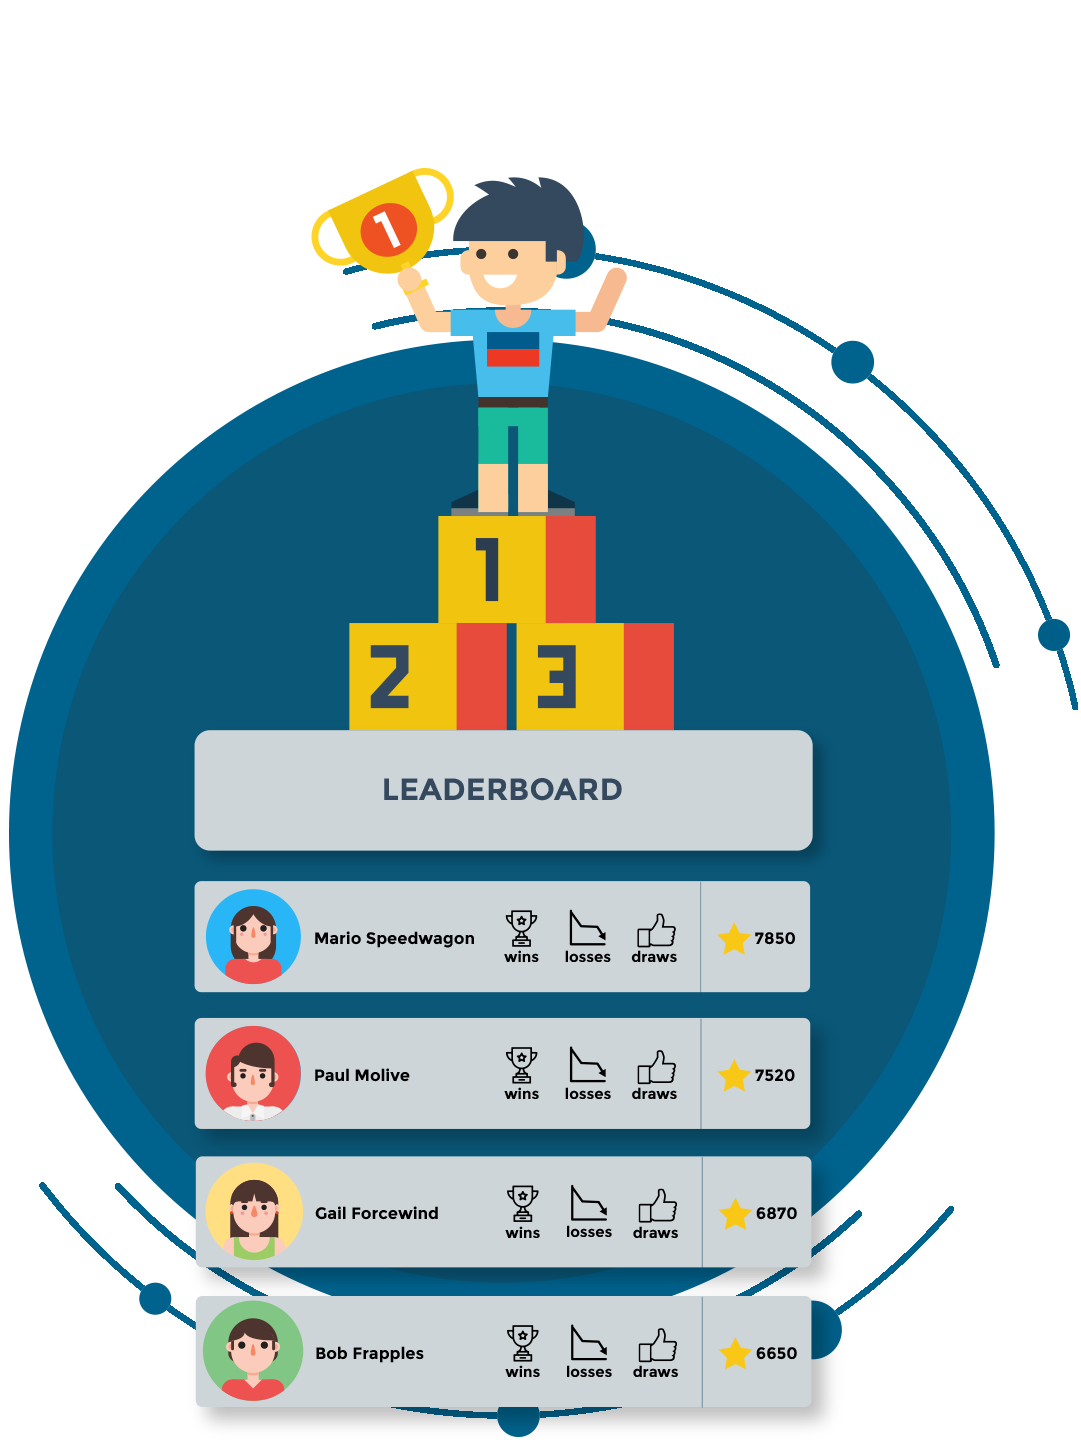 1
1
2 3
LEADERBOARD
Mario Speedwagon
wins losses draws
7850
Paul Molive
wins losses draws
7520
Gail Forcewind
wins losses draws
6870
Bob Frapples
wins losses draws
6650